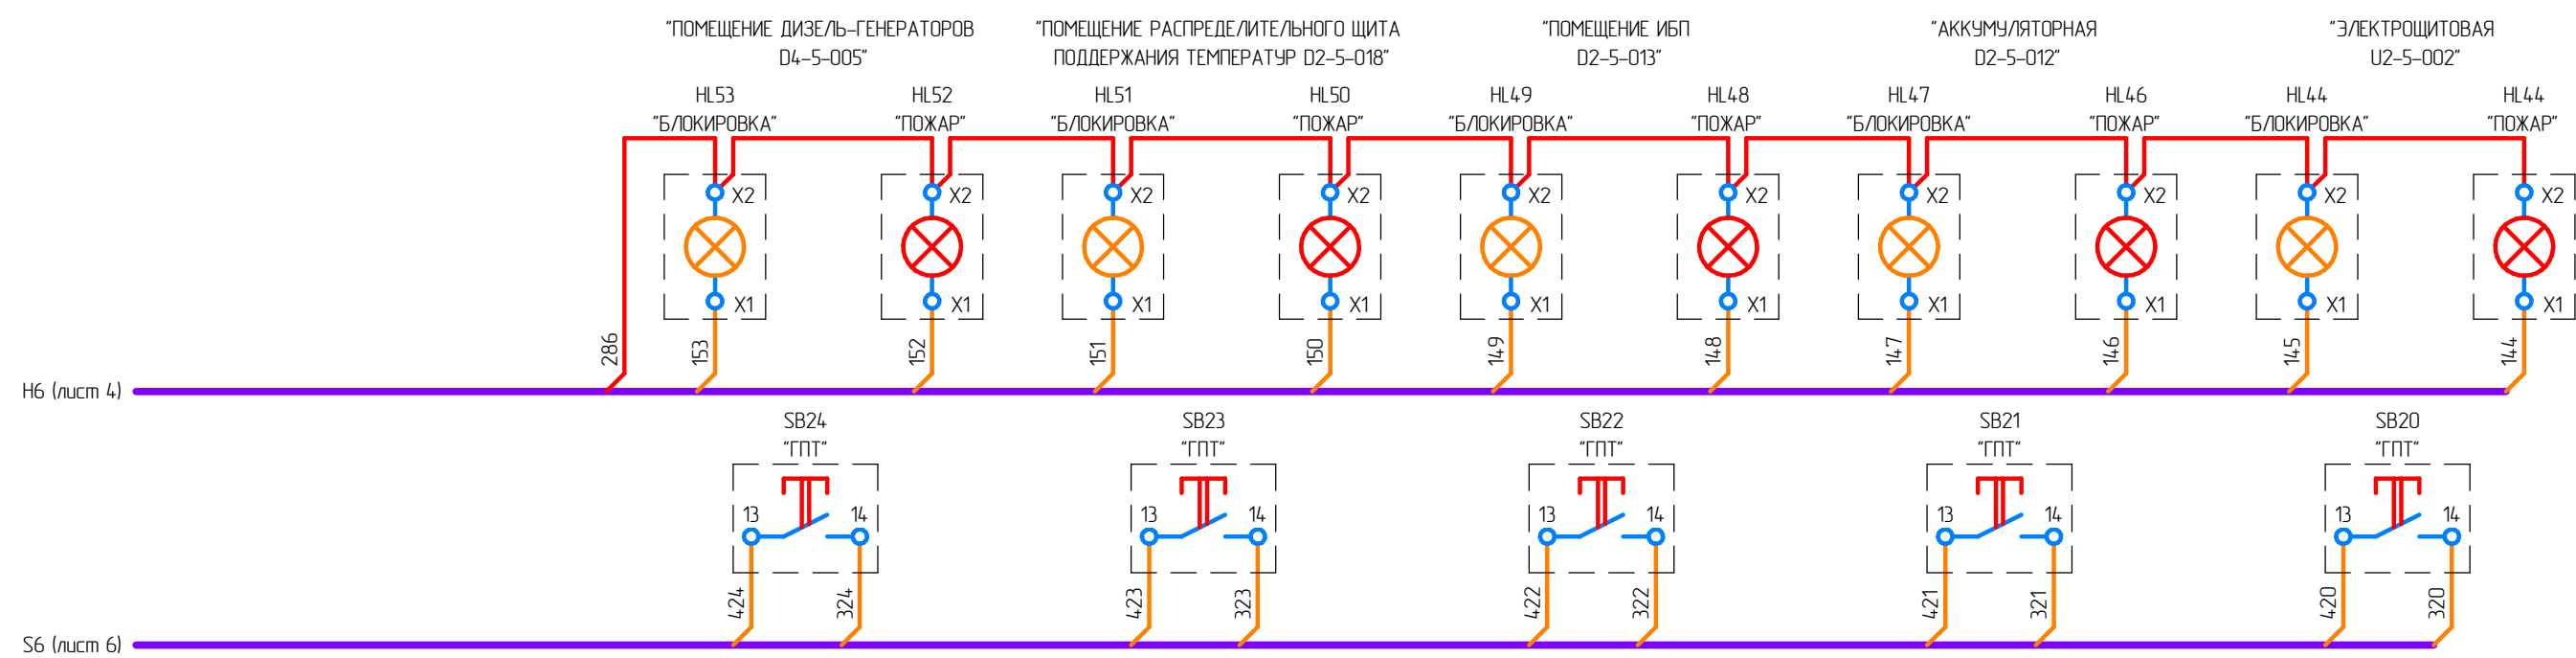 "ПОМЕЩЕНИЕ ДИЗЕЛЬ-ГЕНЕРАТОРОВ
D4-5-005"
"ПОМЕЩЕНИЕ РАСПРЕДЕЛИТЕЛЬНОГО ЩИТА
ПОДДЕРЖАНИЯ ТЕМПЕРАТУР D2-5-018"
"ПОМЕЩЕНИЕ ИБП
D2-5-013"
"АККУМУЛЯТОРНАЯ
D2-5-012"
"ЭЛЕКТРОЩИТОВАЯ
U2-5-002"
HL53
"БЛОКИРОВКА"
HL52
"ПОЖАР"
HL51
"БЛОКИРОВКА"
HL50
"ПОЖАР"
HL49
"БЛОКИРОВКА"
HL48
"ПОЖАР"
HL47
"БЛОКИРОВКА"
HL46
"ПОЖАР"
HL44
"БЛОКИРОВКА"
HL44
"ПОЖАР"
X2 X2 X2 X2 X2 X2 X2 X2 X2 X2
X1 X1 X1 X1 X1 X1 X1 X1 X1 X1
286 153 152 151 150 149 148 147 146 145 144
H6 (лист 4)
SB24
"ГПТ"
SB23
"ГПТ"
SB22
"ГПТ"
SB21
"ГПТ"
SB20
"ГПТ"
13 14 13 14 13 14 13 14 13 14
424 324 423 323 422 322 421 321 420 320
S6 (лист 6)